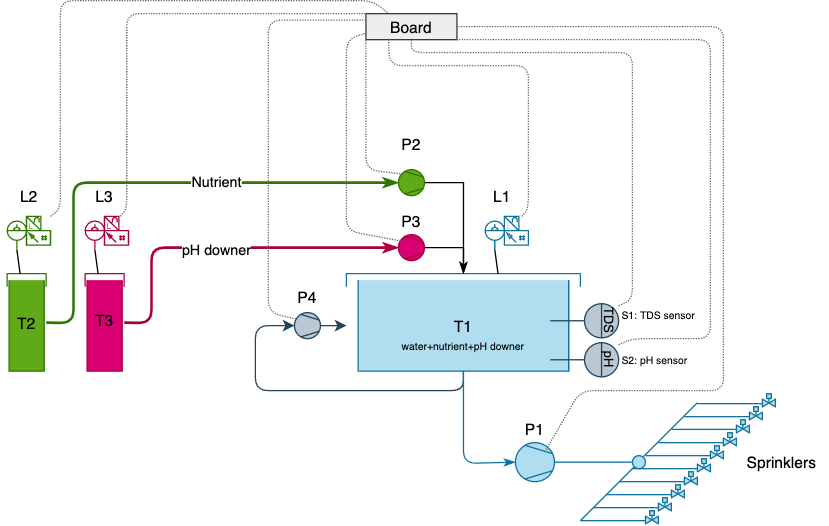 Board
P2
Nutrient
L2
L3
L1
P3
pH downer
P4
T2
T3
T1
water+nutrient+pH downer
TDS
S1: TDS sensor
pH
S2: pH sensor
P1
Sprinklers